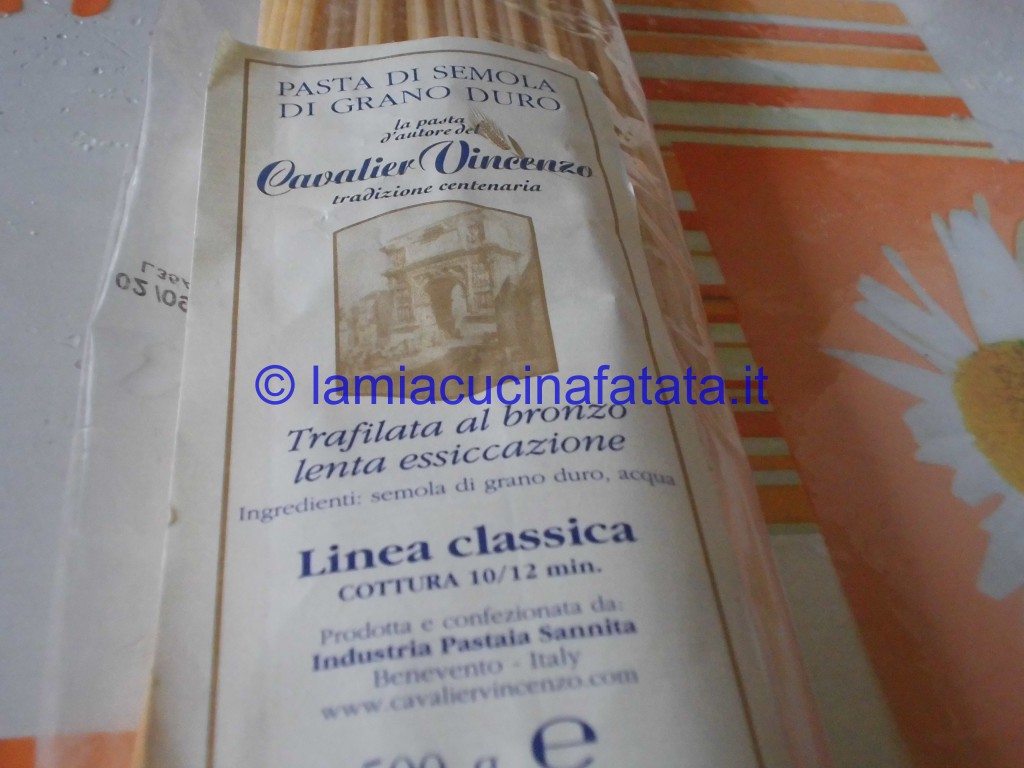 PASTA DI SEMOLA
DI GRANO DURO
la pasta
d'autore del
Cavalier Vincenzo
tradizione centenaria
© lamiacucinafatata.it
Trafilata al bronzo
lenta essiccazione
Ingredienti: semola di grano duro, acqua
Linea classica
COTTURA 10/12 min.
Prodotta e confezionata da:
Industria Pastaia Sannita
Benevento - Italy
www.cavaliervincenzo.com
500 g e